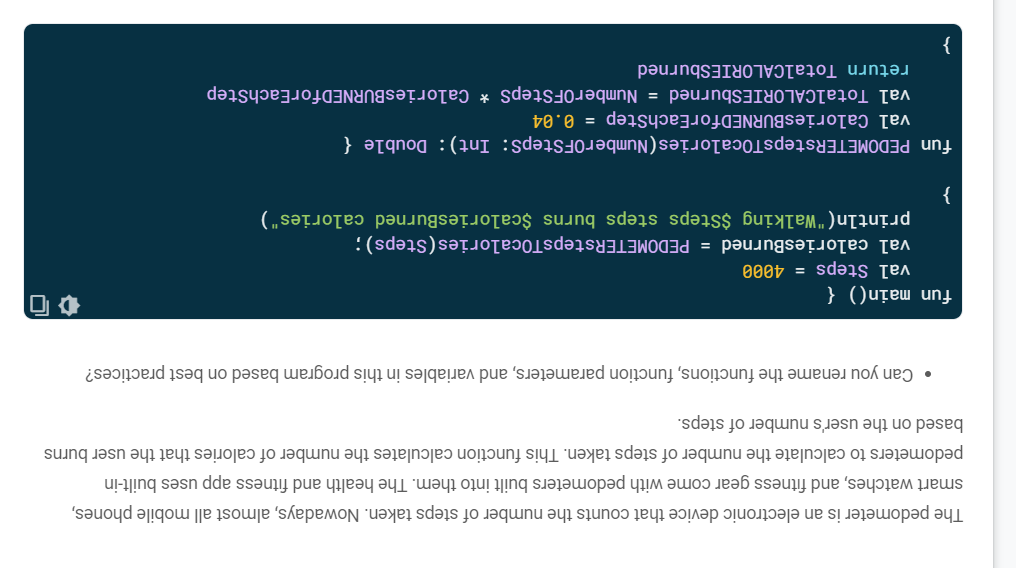 The pedometer is an electronic device that counts the number of steps taken. Nowadays, almost all mobile phones,
smart watches, and fitness gear come with pedometers built into them. The health and fitness app uses built-in
pedometers to calculate the number of steps taken. This function calculates the number of calories that the user burns
based on the user's number of steps.
• Can you rename the functions, function parameters, and variables in this program based on best practices?
fun main() {
    val Steps = 4000
    val caloriesBurned = PEDOMETERstepsTOcalories(Steps);
    println("Walking $Steps steps burns $caloriesBurned calories")
}
fun PEDOMETERstepsTOcalories(NumberOFStepS: Int): Double {
    val CaloriesBURNEDforEachStep = 0.04
    val TotalCALORIESburned = NumberOFStepS * CaloriesBURNEDforEachStep
    return TotalCALORIESburned
}